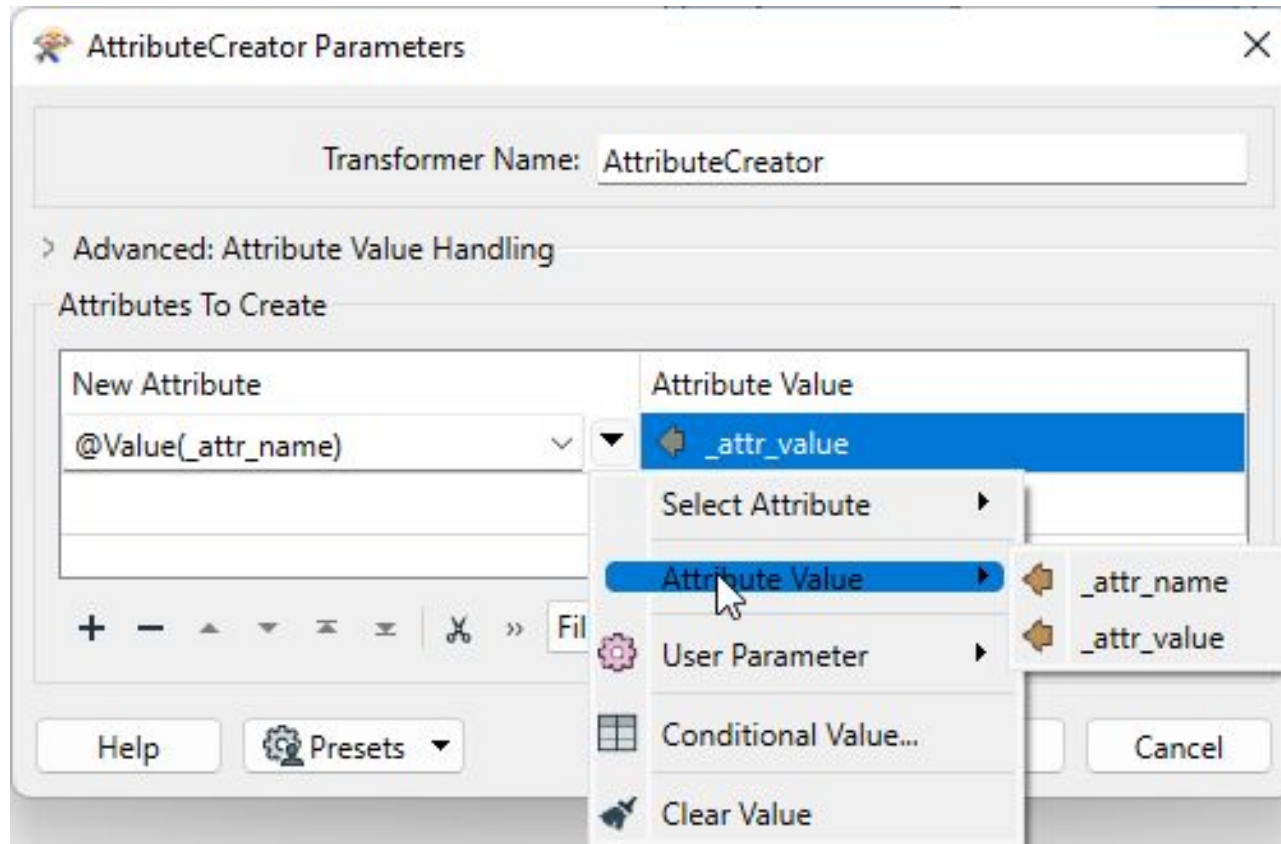 AttributeCreator Parameters
Transformer Name: AttributeCreator
Advanced: Attribute Value Handling
Attributes To Create
New Attribute Attribute Value
@Value(_attr_name) _attr_value
Select Attribute
Attribute Value _attr_name
_attr_value
Fil
User Parameter
Conditional Value...
Help Presets Cancel
Clear Value